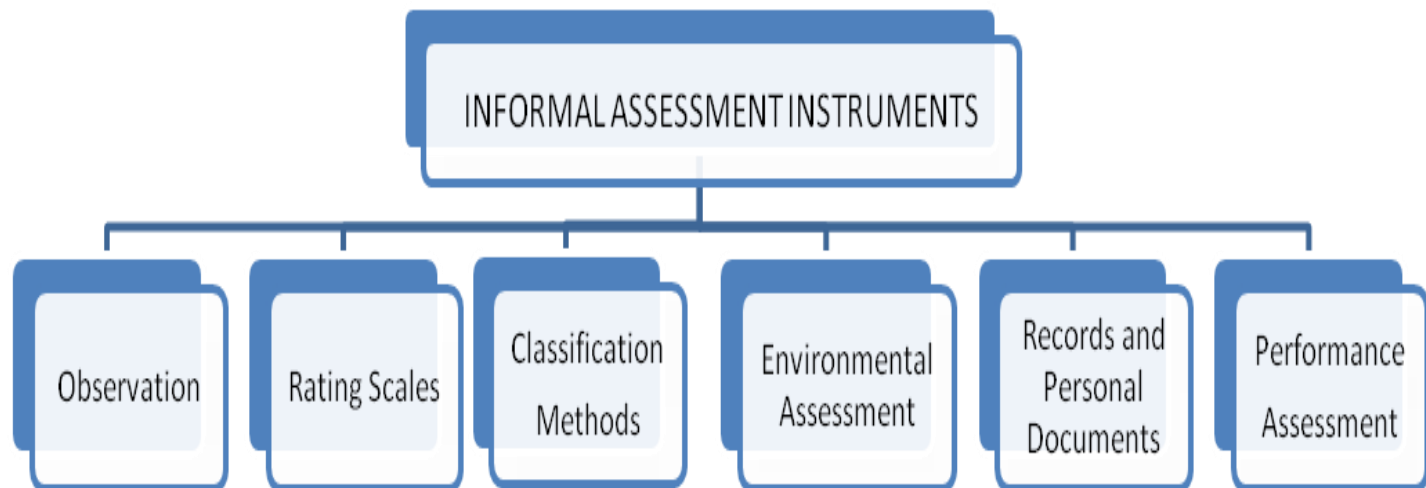 INFORMAL ASSESSMENT INSTRUMENTS
Observation
Rating Scales
Classification
Methods
Environmental
Assessment
Records and
Personal
Documents
Performance
Assessment